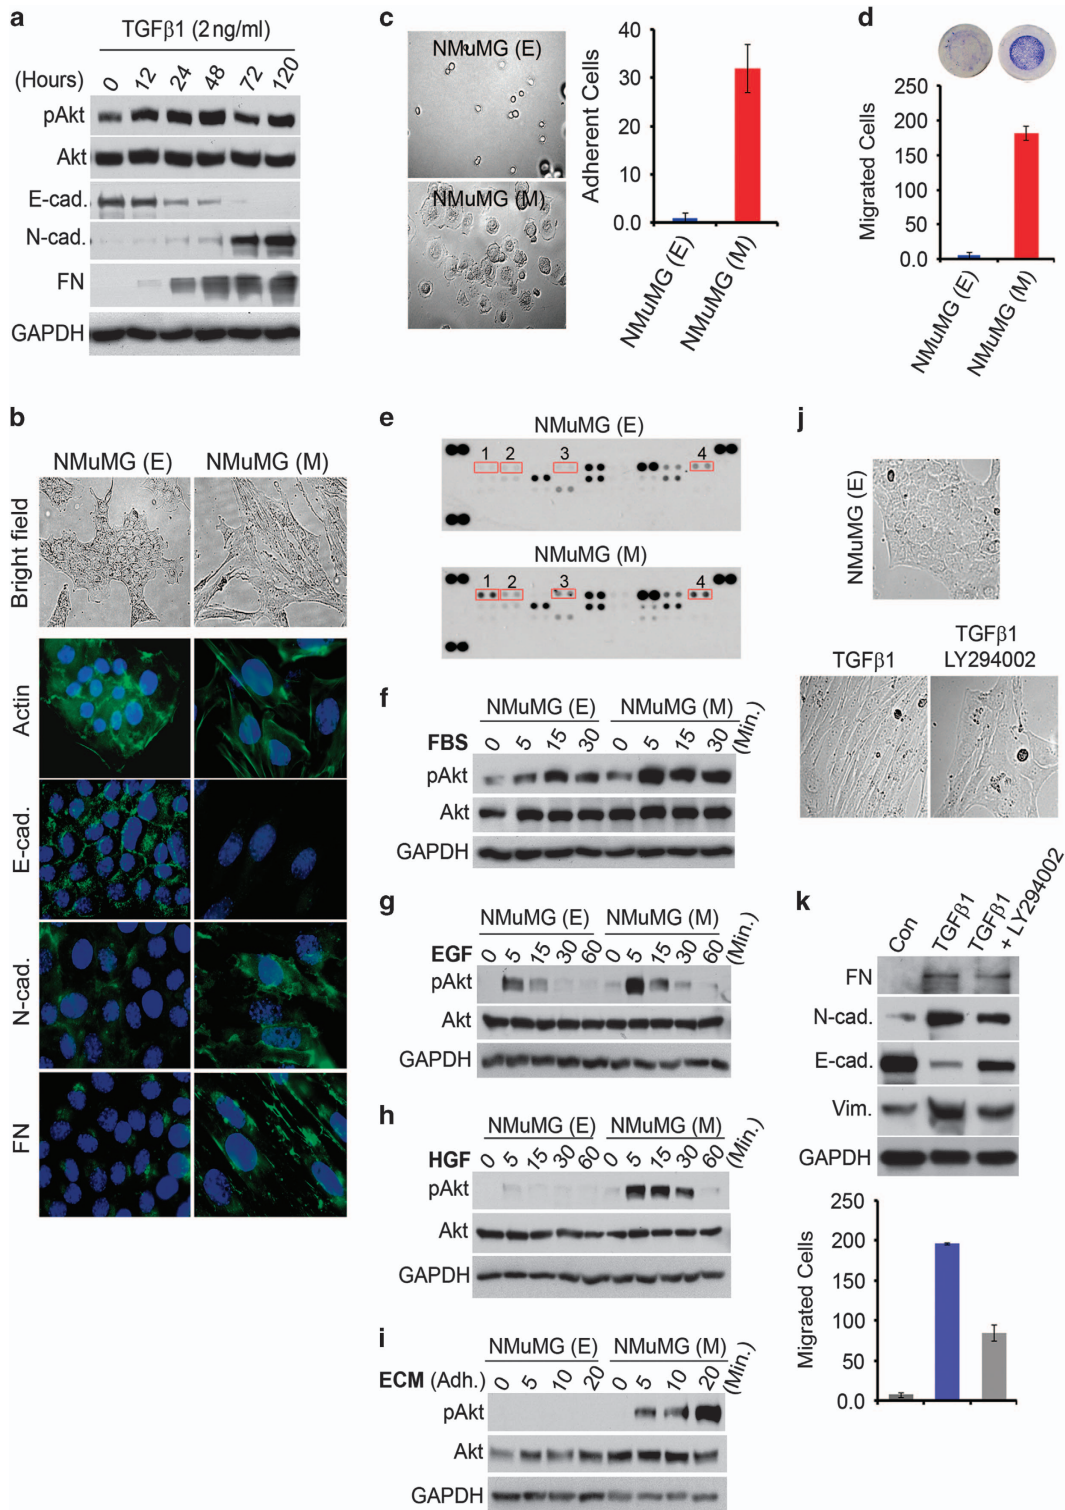 a
TGFβ1 (2 ng/ml)
(Hours) 0 12 24 48 72 120
pAkt
Akt
E-cad.
N-cad.
FN
GAPDH
b
NMuMG (E) NMuMG (M)
Bright field
Actin
E-cad.
N-cad.
FN
c
NMuMG (E)
NMuMG (M)
Adherent Cells
40
30
20
10
0.0
NMuMG (E)
NMuMG (M)
d
Migrated Cells
250
200
150
100
50
0.0
NMuMG (E)
NMuMG (M)
e
NMuMG (E)
1 2 3 4
NMuMG (M)
1 2 3 4
f
NMuMG (E) NMuMG (M)
FBS 0 5 15 30 0 5 15 30 (Min.)
pAkt
Akt
GAPDH
g
NMuMG (E) NMuMG (M)
EGF 0 5 15 30 60 0 5 15 30 60 (Min.)
pAkt
Akt
GAPDH
h
NMuMG (E) NMuMG (M)
HGF 0 5 15 30 60 0 5 15 30 60 (Min.)
pAkt
Akt
GAPDH
i
NMuMG (E) NMuMG (M)
ECM (Adh.) 0 5 10 20 0 5 10 20 (Min.)
pAkt
Akt
GAPDH
j
NMuMG (E)
TGFβ1
TGFβ1
LY294002
k
Con
TGFβ1
TGFβ1
+ LY294002
FN
N-cad.
E-cad.
Vim.
GAPDH
Migrated Cells
250
200
150
100
50
0.0